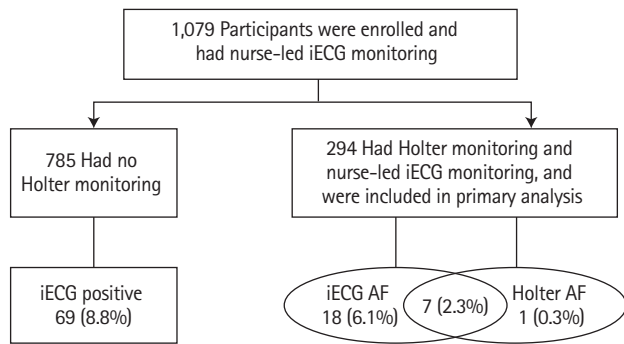 1,079 Participants were enrolled and
had nurse-led iECG monitoring
785 Had no
Holter monitoring
294 Had Holter monitoring and
nurse-led iECG monitoring, and
were included in primary analysis
iECG positive
69 (8.8%)
iECG AF
18 (6.1%)
7 (2.3%)
Holter AF
1 (0.3%)